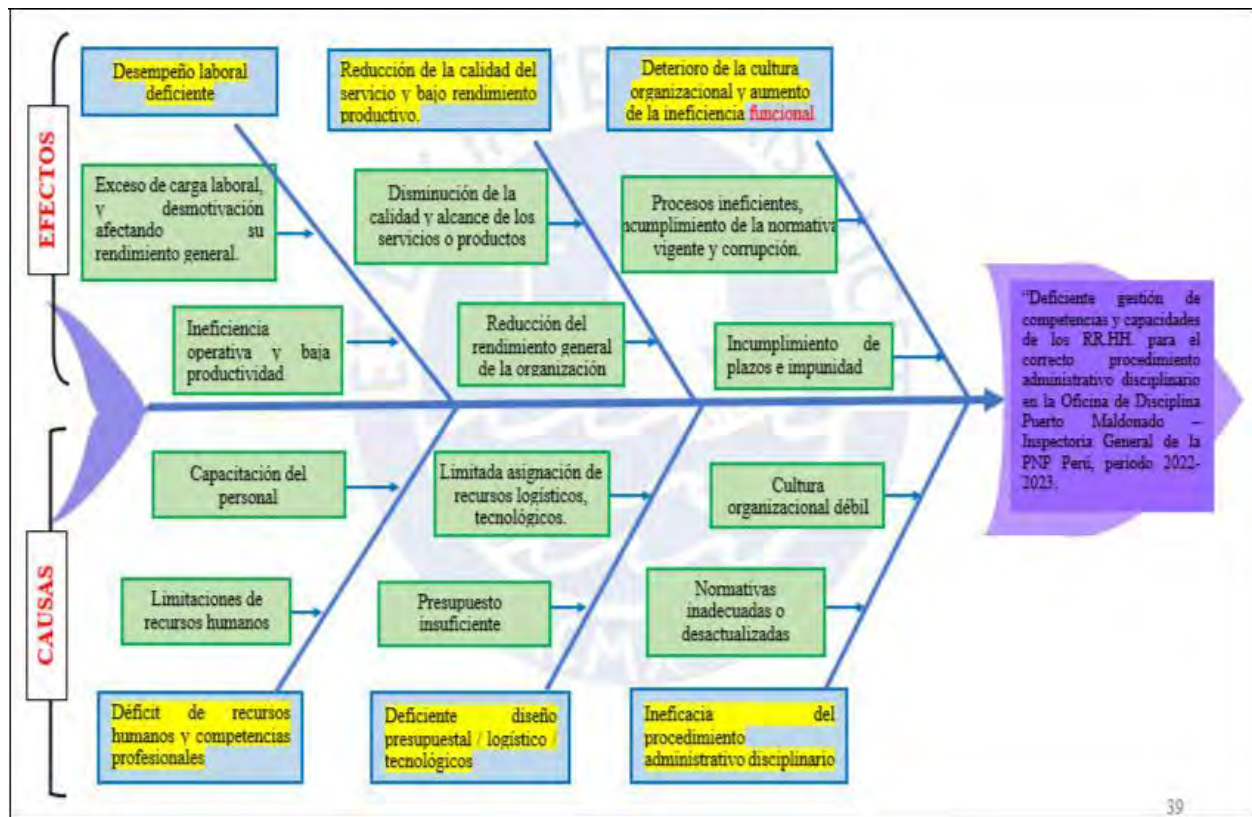 EFECTOS
Desempeño laboral
deficiente
Reducción de la calidad del
servicio y bajo rendimiento
productivo.
Deterioro de la cultura
organizacional y aumento
de la ineficiencia funcional
Exceso de carga laboral,
y desmotivación
afectando su
rendimiento general.
Disminución de la
calidad y alcance de los
servicios o productos
Procesos ineficientes,
ncumplimiento de la normativa
vigente y corrupción.
Ineficiencia
operativa y baja
productividad
Reducción del
rendimiento general
de la organización
Incumplimiento de
plazos e impunidad
"Deficiente gestión de
competencias y capacidades
de los RR.HH. para el
correcto procedimiento
administrativo disciplinario
en la Oficina de Disciplina
Puerto Maldonado –
Inspectoría General de la
PNP Perú, periodo 2022-
2023.
CAUSAS
Capacitación del
personal
Limitada asignación de
recursos logísticos,
tecnológicos.
Cultura
organizacional débil
Limitaciones de
recursos humanos
Presupuesto
insuficiente
Normativas
inadecuadas o
desactualizadas
Déficit de recursos
humanos y competencias
profesionales
Deficiente diseño
presupuestal / logístico /
tecnológicos
Ineficacia del
procedimiento
administrativo disciplinario
39